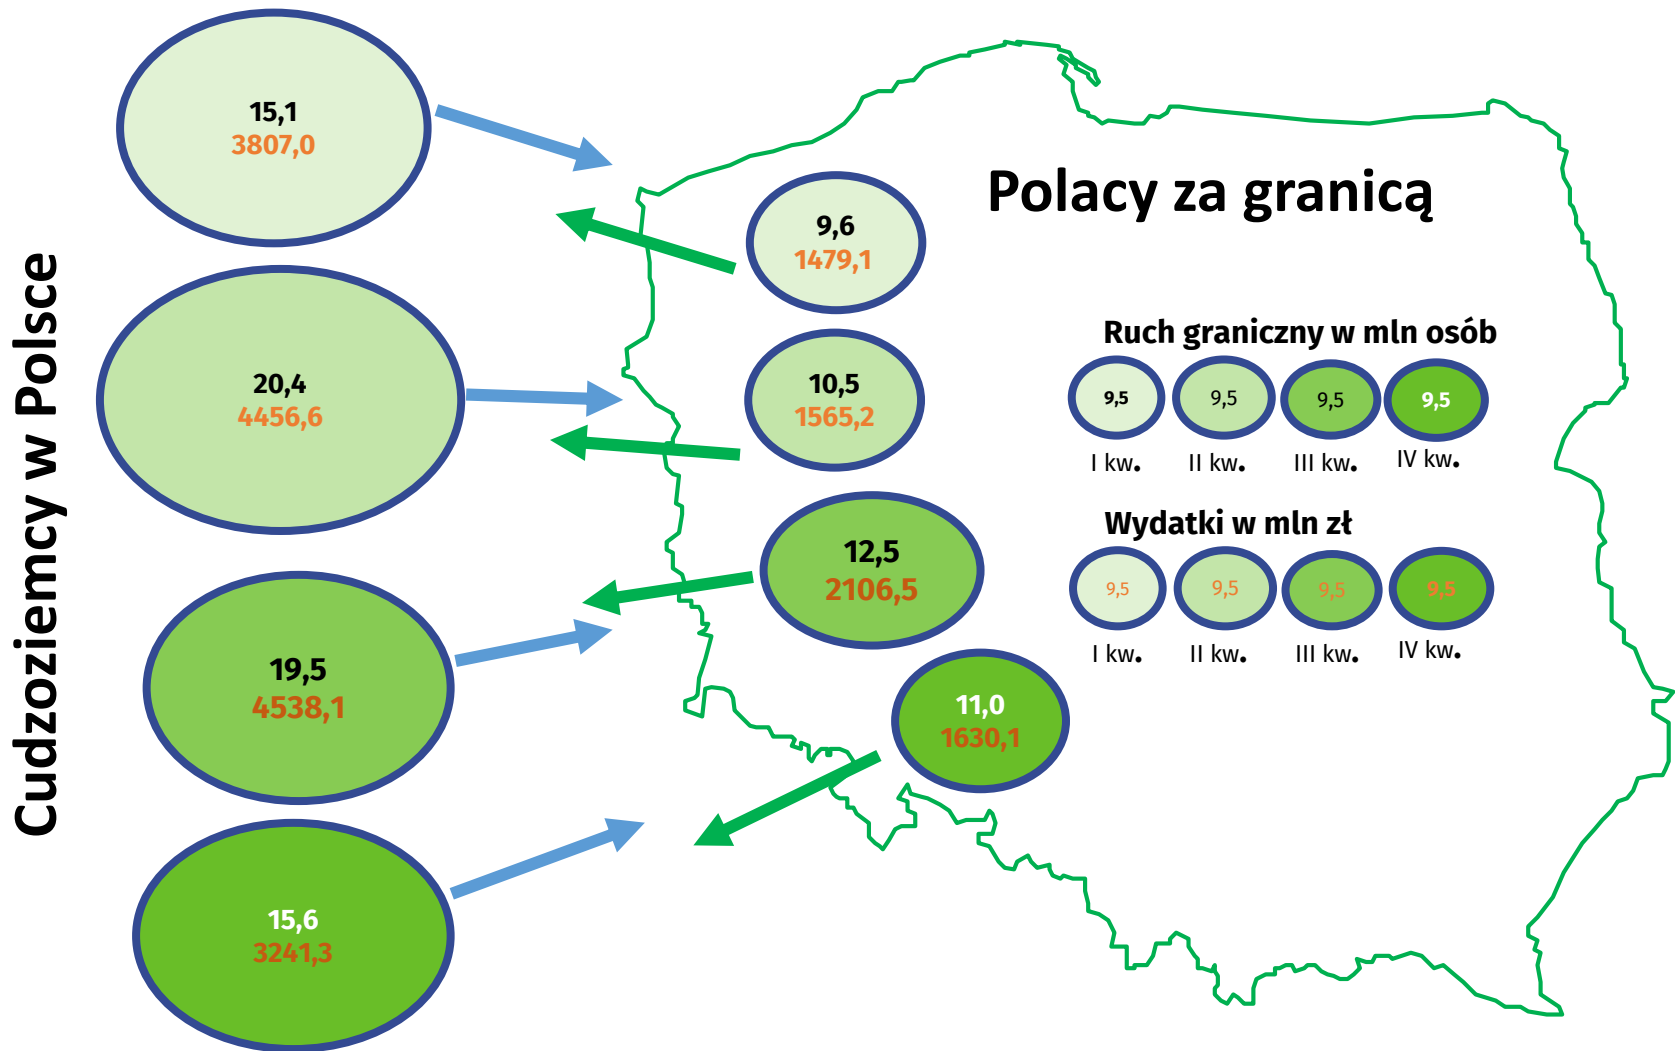 Cudzoziemcy w Polsce
15,1
3807,0
20,4
4456,6
19,5
4538,1
15,6
3241,3
Polacy za granicą
9,6
1479,1
10,5
1565,2
12,5
2106,5
11,0
1630,1
Ruch graniczny w mln osób
9,5 9,5 9,5 9,5
I kw. II kw. III kw. IV kw.
Wydatki w mln zł
9,5 9,5 9,5 9,5
I kw. II kw. III kw. IV kw.